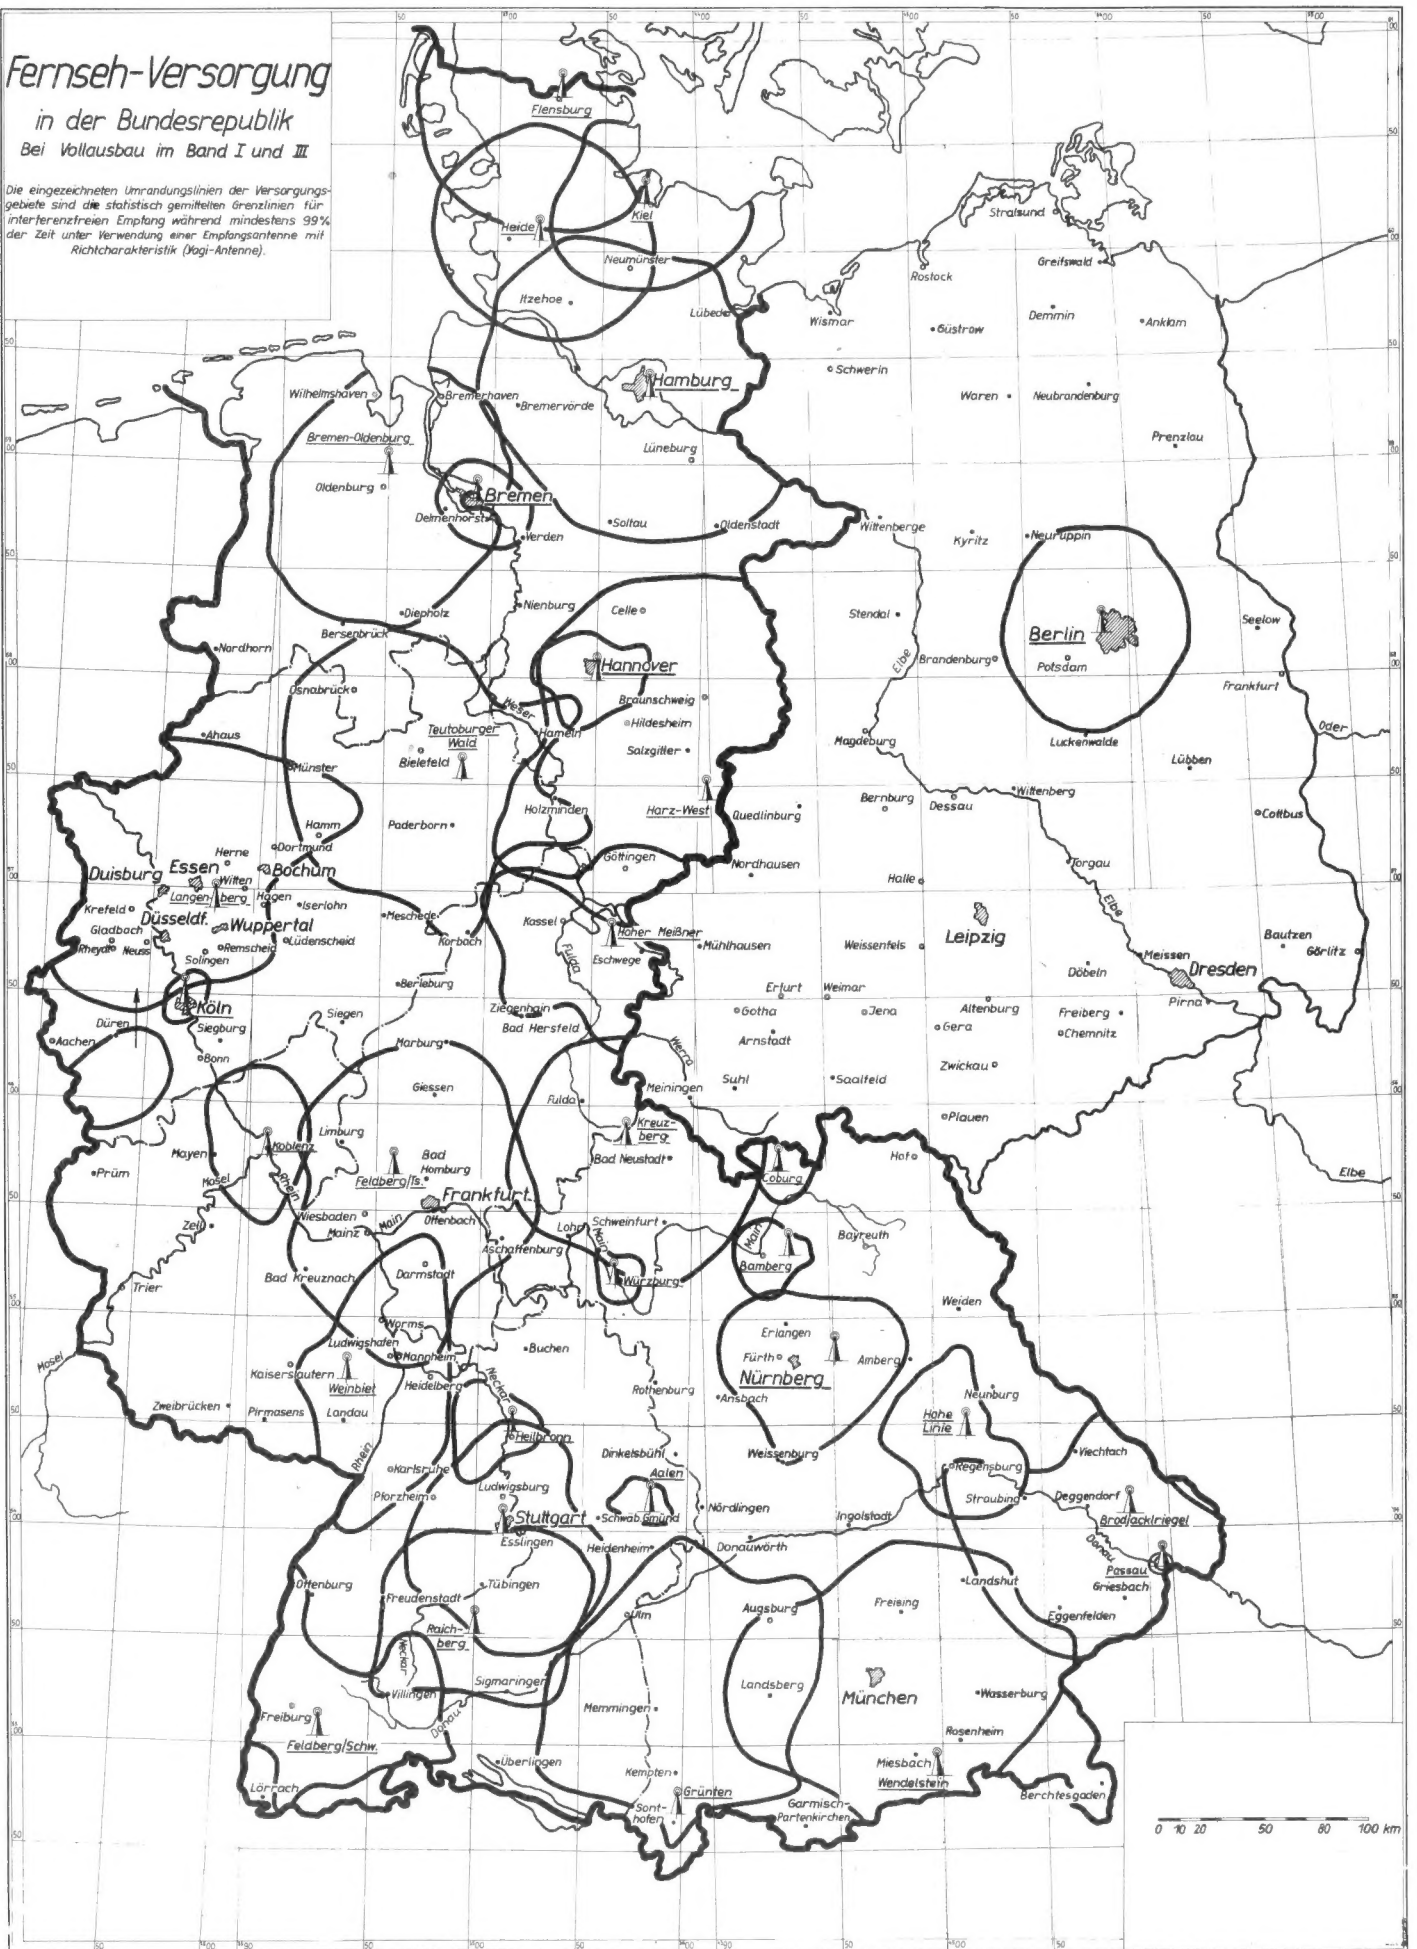 Fernseh-Versorgung
in der Bundesrepublik
Bei Vollausbau im Band I und III
Die eingezeichneten Umrandungslinien der Versorgungs-
gebiete sind die statistisch gemittelten Grenzlinien für
interferenzfreien Empfang während mindestens 99%
der Zeit unter Verwendung einer Empfangsantenne mit
Richtcharakteristik (Yagi-Antenne).
Flensburg
Kiel
Heide
Neumünster
Itzehoe
Lübeck
Stralsund
Greifswald
Rostock
Wismar
Güstrow
Demmin
Anklam
Schwerin
Waren
Neubrandenburg
Prenzlau
Wilhelmshaven
Bremerhaven
Bremervörde
Hamburg
Bremen-Oldenburg
Lüneburg
Oldenburg
Bremen
Delmenhorst
Verden
Soltau
Oldenstadt
Wittenberge
Kyritz
Neuruppin
Diepholz
Nienburg
Celle
Stendal
Seelow
Bersenbrück
Berlin
Nordhorn
Hannover
Brandenburg
Potsdam
Elbe
Frankfurt
Osnabrück
Braunschweig
Weser
Hildesheim
Ahaus
Teutoburger
Wald
Hameln
Salzgitter
Magdeburg
Luckenwalde
Oder
Bielefeld
Lübben
Münster
Holzminden
Harz-West
Quedlinburg
Bernburg
Dessau
Wittenberg
Cottbus
Hamm
Paderborn
Dortmund
Herne
Göttingen
Nordhausen
Torgau
Duisburg
Essen
Bochum
Witten
Langenberg
Hagen
Iserlohn
Halle
Krefeld
Düsseldf.
Wuppertal
Meschede
Kassel
Hoher Meißner
Mühlhausen
Weissenfels
Leipzig
Elbe
Bautzen
Görlitz
Gladbach
Rheydt
Neuss
Remscheid
Lüdenscheid
Solingen
Korbach
Fulda
Eschwege
Meissen
Dresden
Döbeln
Köln
Berleburg
Erfurt
Weimar
Pirna
Düren
Siegburg
Siegen
Ziegenhain
Bad Hersfeld
Gotha
Jena
Altenburg
Freiberg
Aachen
Bonn
Marburg
Arnstadt
Gera
Chemnitz
Werra
Zwickau
Giessen
Fulda
Meiningen
Suhl
Saalfeld
Plauen
Limburg
Koblenz
Kreuz-
berg
Mayen
Bad
Homburg
Feldberg/Ts.
Bad Neustadt
Coburg
Hof
Elbe
Prüm
Mosel
Rhein
Frankfurt
Offenbach
Zell
Wiesbaden
Mainz
Main
Lohr
Schweinfurt
Main
Main
Bayreuth
Aschaffenburg
Trier
Bad Kreuznach
Darmstadt
Würzburg
Bamberg
Weiden
Worms
Erlangen
Mosel
Ludwigshafen
Mannheim
Buchen
Fürth
Nürnberg
Amberg
Kaiserslautern
Weinbiet
Heidelberg
Neckar
Rothenburg
Ansbach
Neunburg
Zweibrücken
Pirmasens
Landau
Heilbronn
Dinkelsbühl
Weissenburg
Hohe
Linie
Viechtach
Rhein
Karlsruhe
Aalen
Regensburg
Pforzheim
Ludwigsburg
Straubing
Deggendorf
Nördlingen
Schwäb.Gmünd
Stuttgart
Ingolstadt
Brodjacklriegel
Esslingen
Heidenheim
Donauwörth
Donau
Passau
Griesbach
Offenburg
Tübingen
Landshut
Freudenstadt
Ulm
Augsburg
Freising
Eggenfelden
Raich-
berg
Neckar
Sigmaringen
Landsberg
München
Wasserburg
Villingen
Memmingen
Freiburg
Donau
Rosenheim
Feldberg/Schw.
Überlingen
Kempten
Miesbach
Wendelstein
Lörrach
Grünten
Sont-
hofen
Garmisch-
Partenkirchen
Berchtesgaden
0 10 20 50 80 100 km